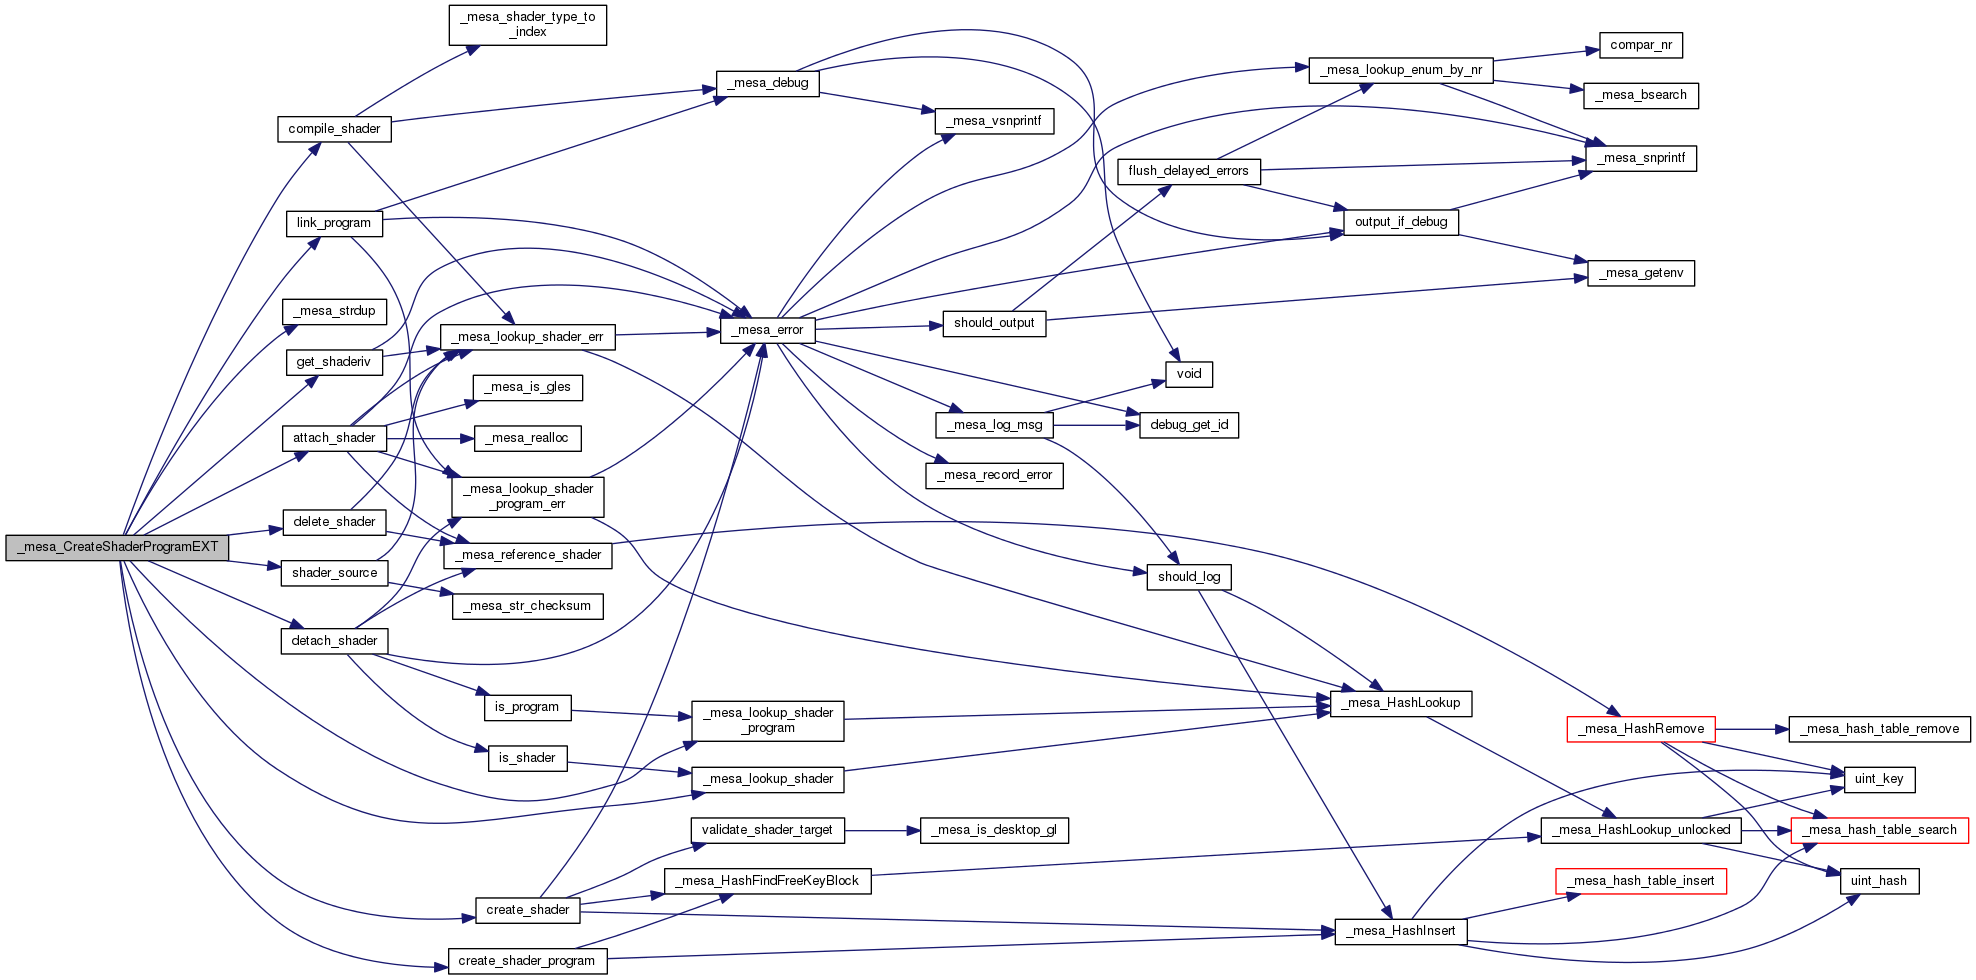 _mesa_shader_type_to
_index
compile_shader
link_program
_mesa_strdup
get_shaderiv
attach_shader
delete_shader
_mesa_CreateShaderProgramEXT
shader_source
detach_shader
_mesa_lookup_shader_err
_mesa_is_gles
_mesa_realloc
_mesa_lookup_shader
_program_err
_mesa_reference_shader
_mesa_str_checksum
is_program
is_shader
create_shader
create_shader_program
_mesa_debug
_mesa_error
_mesa_lookup_shader
_program
_mesa_lookup_shader
validate_shader_target
_mesa_HashFindFreeKeyBlock
_mesa_vsnprintf
should_output
_mesa_log_msg
_mesa_record_error
_mesa_is_desktop_gl
flush_delayed_errors
void
debug_get_id
should_log
_mesa_lookup_enum_by_nr
output_if_debug
_mesa_HashLookup
_mesa_HashInsert
compar_nr
_mesa_bsearch
_mesa_snprintf
_mesa_getenv
_mesa_HashRemove
_mesa_HashLookup_unlocked
_mesa_hash_table_insert
_mesa_hash_table_remove
uint_key
_mesa_hash_table_search
uint_hash